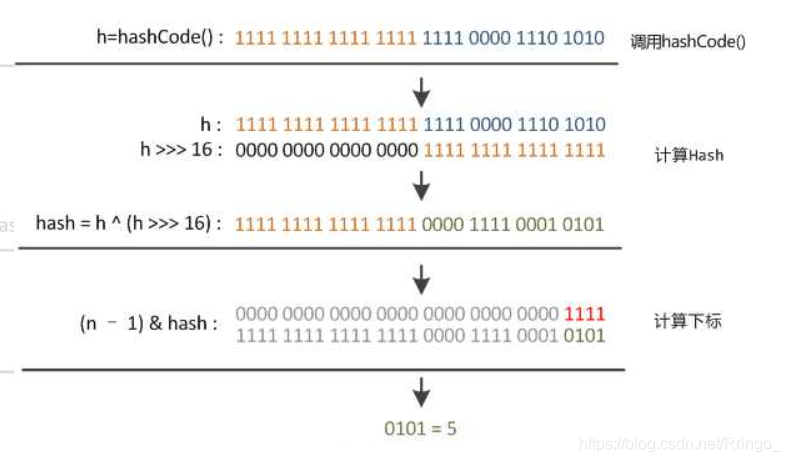 h=hashCode() : 1111 1111 1111 1111 1111 0000 1110 1010 调用hashCode()
h : 1111 1111 1111 1111 1111 0000 1110 1010
h >>> 16 : 0000 0000 0000 0000 1111 1111 1111 1111 计算Hash
hash = h ^ (h >>> 16) : 1111 1111 1111 1111 0000 1111 0001 0101
0000 0000 0000 0000 0000 0000 0000 1111
(n － 1) & hash : 计算下标
1111 1111 1111 1111 0000 1111 0001 0101
0101 = 5
https://blog.csdn.net/Rringo_